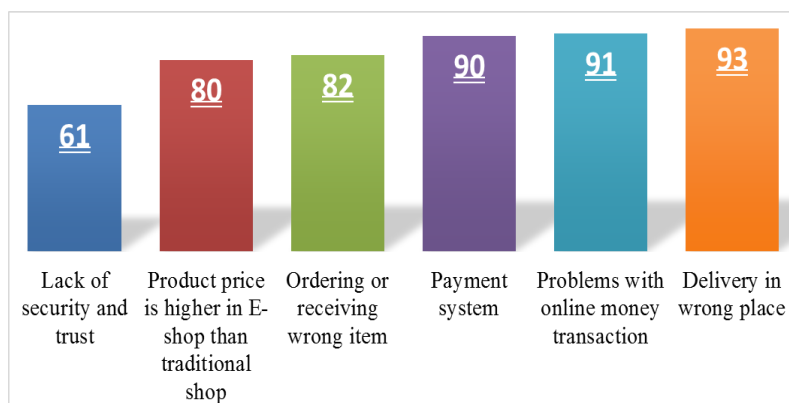 61
80
82
90
91
93
Lack of
security and
trust
Product price
is higher in E-
shop than
traditional
shop
Ordering or
receiving
wrong item
Payment
system
Problems with
online money
transaction
Delivery in
wrong place